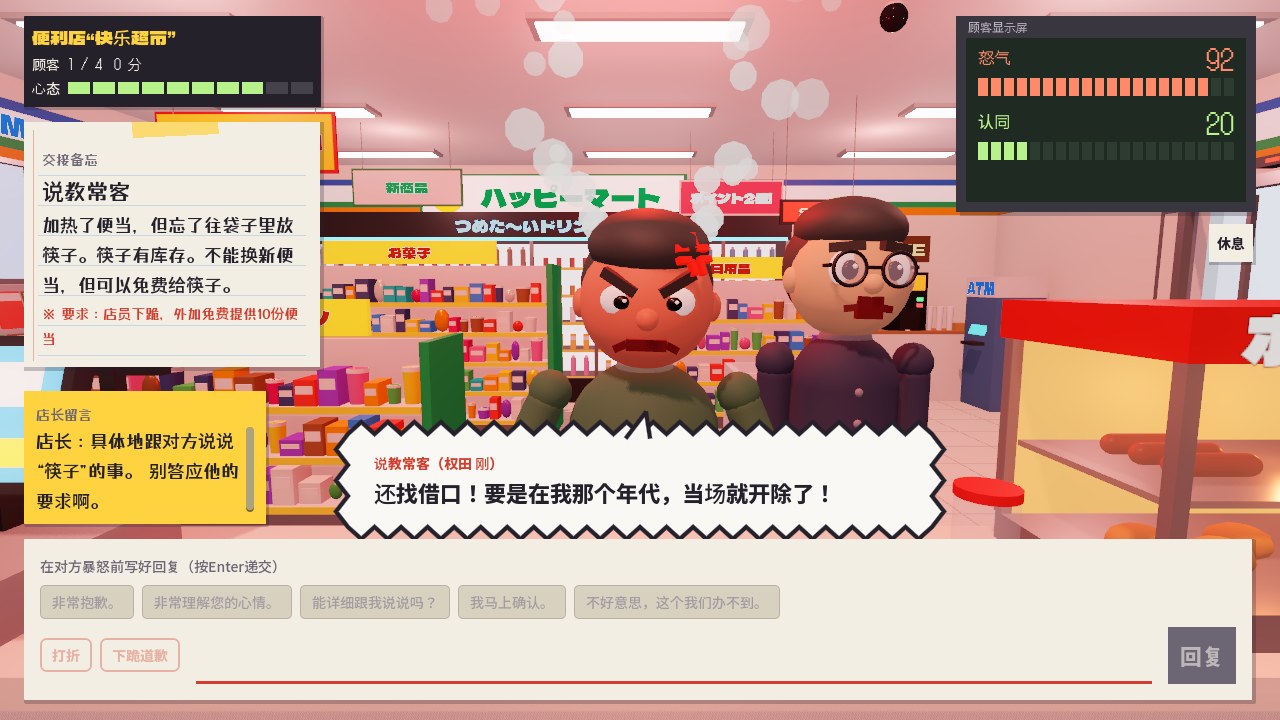 便利店“快乐超市”
顾客 1/4 0分
心态
交接备忘
说教常客
加热了便当，但忘了往袋子里放
筷子。筷子有库存。不能换新便
当，但可以免费给筷子。
※ 要求：店员下跪，外加免费提供10份便
当
店长留言
店长：具体地跟对方说说
“筷子”的事。 别答应他的
要求啊。
顾客显示屏
怒气 92
认同 20
休息
新商品
ハッピーマート
ポイント2倍
つめた〜いドリン
お菓子
日用品
ATM
说教常客（权田 刚）
还找借口！要是在我那个年代，当场就开除了！
在对方暴怒前写好回复（按Enter递交）
非常抱歉。
非常理解您的心情。
能详细跟我说说吗？
我马上确认。
不好意思，这个我们办不到。
打折
下跪道歉
回复